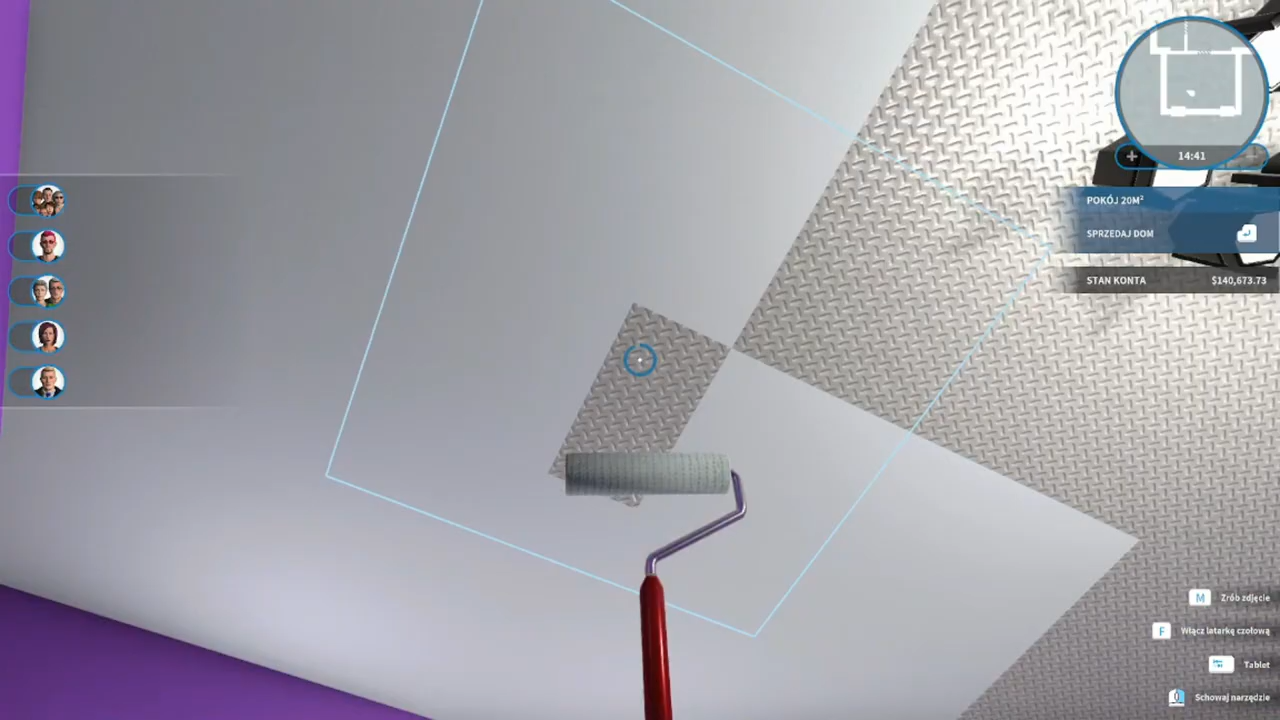 14:41
POKÓJ 20M²
SPRZEDAJ DOM
STAN KONTA $140,673.73
M Zrób zdjęcie
F Włącz latarkę czołową
Tablet
Schowaj narzędzie